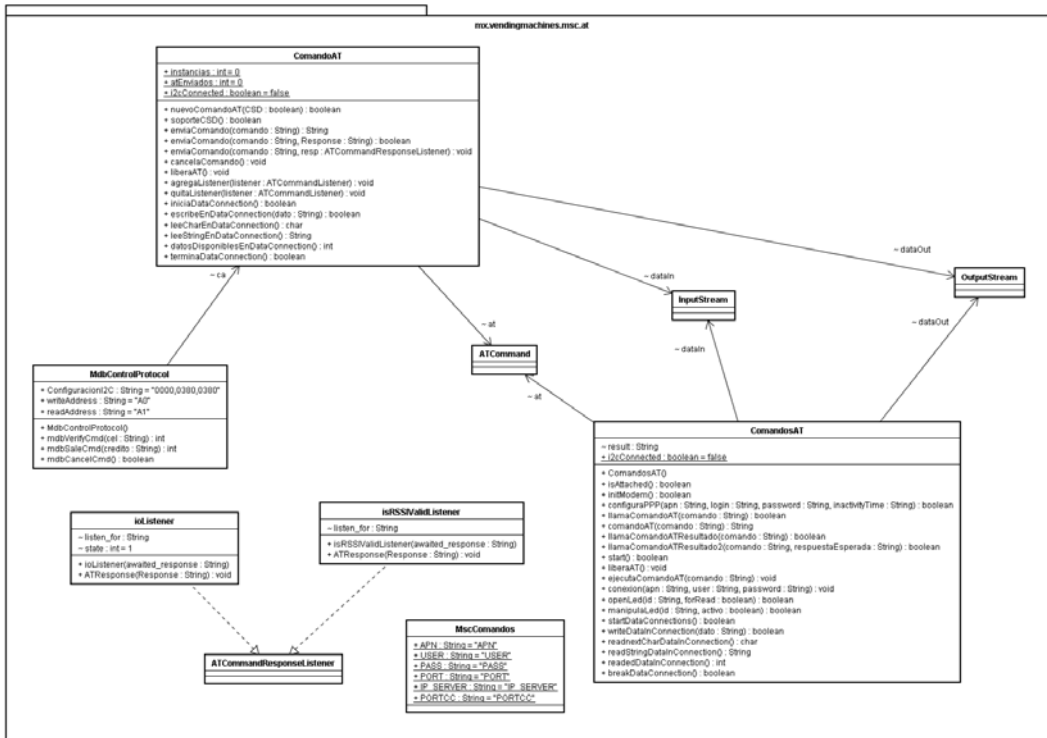 mx.vendingmachines.msc.at
ComandoAT
+ instancias : int = 0
+ atEnviados : int = 0
+ i2cConnected : boolean = false
+ nuevoComandoAT(CSD : boolean) : boolean
+ soporteCSD() : boolean
+ enviaComando(comando : String) : String
+ enviaComando(comando : String, Response : String) : boolean
+ enviaComando(comando : String, resp : ATCommandResponseListener) : void
+ cancelaComando() : void
+ liberaAT() : void
+ agregaListener(listener : ATCommandListener) : void
+ quitaListener(listener : ATCommandListener) : void
+ iniciaDataConnection() : boolean
+ escribeEnDataConnection(dato : String) : boolean
+ leeCharEnDataConnection() : char
+ leeStringEnDataConnection() : String
+ datosDisponiblesEnDataConnection() : int
+ terminaDataConnection() : boolean
~ ca
~ dataOut
~ dataIn
OutputStream
InputStream
~ at
~ dataOut
~ dataIn
ATCommand
~ at
MdbControlProtocol
+ ConfiguracionI2C : String = "0000,0380,0380"
+ writeAddress : String = "A0"
+ readAddress : String = "A1"
+ MdbControlProtocol()
+ mdbVerifyCmd(cel : String) : int
+ mdbSaleCmd(credito : String) : int
+ mdbCancelCmd() : boolean
ComandosAT
~ result : String
+ i2cConnected : boolean = false
+ ComandosAT()
+ isAttached() : boolean
+ initModem() : boolean
+ configuraPPP(apn : String, login : String, password : String, inactivityTime : String) : boolean
+ llamaComandoAT(comando : String) : boolean
+ comandoAT(comando : String) : String
+ llamaComandoATResultado(comando : String) : boolean
+ llamaComandoATResultado2(comando : String, respuestaEsperada : String) : boolean
+ start() : boolean
+ liberaAT() : void
+ ejecutaComandoAT(comando : String) : void
+ conexion(apn : String, user : String, password : String) : void
+ openLed(id : String, forRead : boolean) : boolean
+ manipulaLed(id : String, activo : boolean) : boolean
+ startDataConnections() : boolean
+ writeDataInConnection(dato : String) : boolean
+ readnextCharDataInConnection() : char
+ readStringDataInConnection() : String
+ readedDataInConnection() : int
+ breakDataConnection() : boolean
ioListener
~ listen_for : String
~ state : int = 1
+ ioListener(awaited_response : String)
+ ATResponse(Response : String) : void
isRSSIValidListener
~ listen_for : String
+ isRSSIValidListener(awaited_response : String)
+ ATResponse(Response : String) : void
ATCommandResponseListener
MscComandos
+ APN : String = "APN"
+ USER : String = "USER"
+ PASS : String = "PASS"
+ PORT : String = "PORT"
+ IP_SERVER : String = "IP_SERVER"
+ PORTCC : String = "PORTCC"